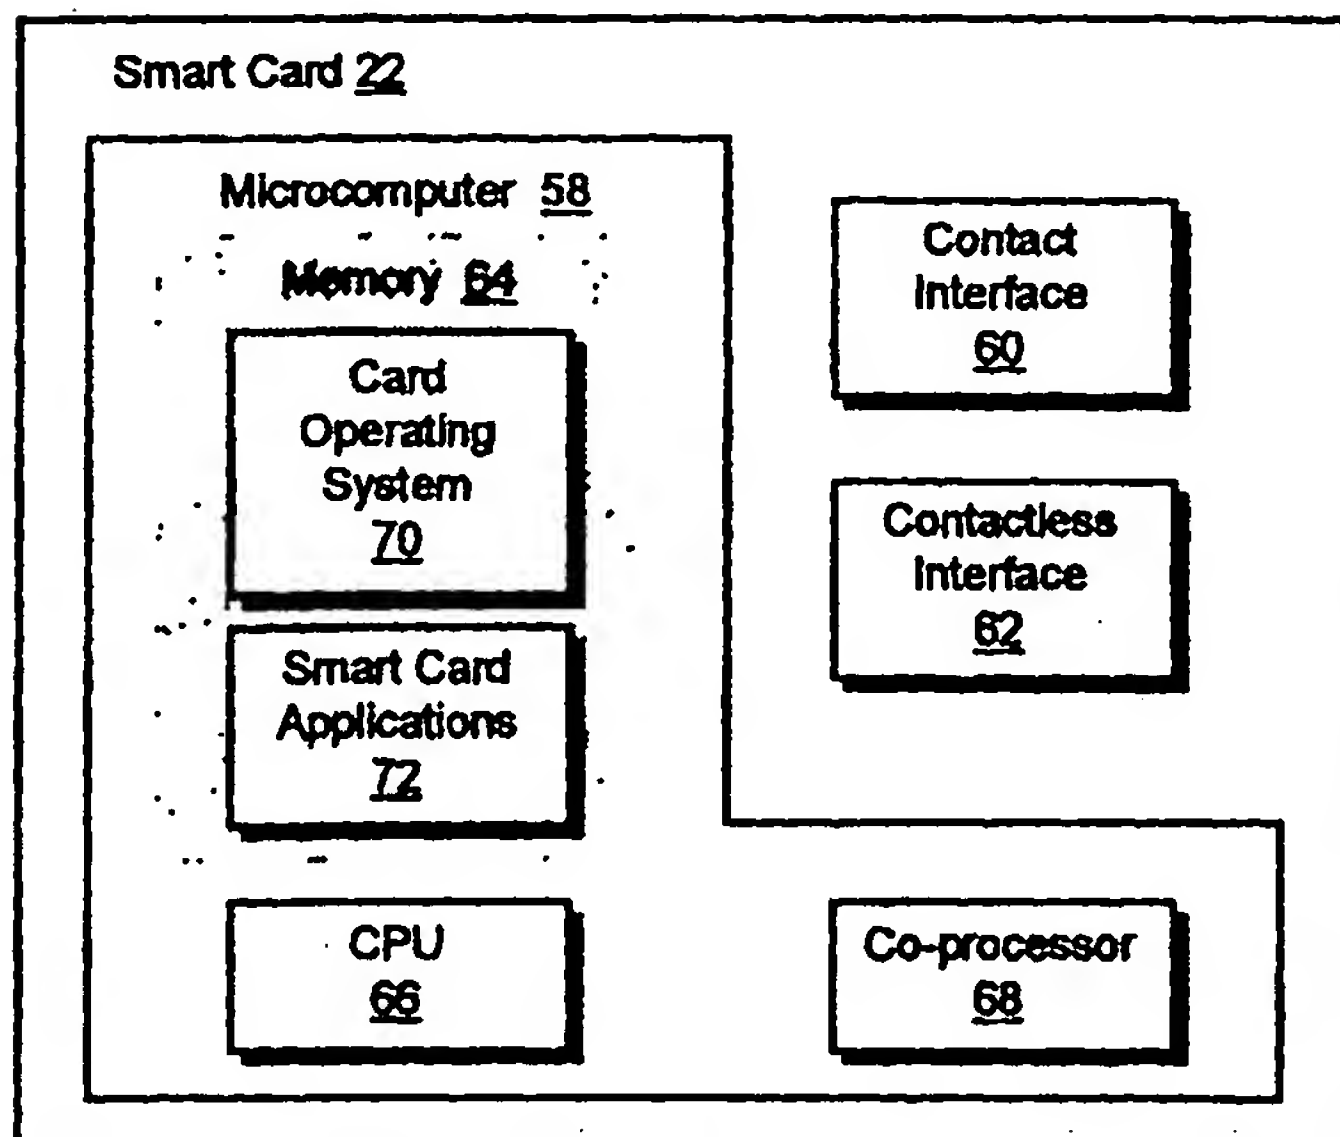 Smart Card 22
Microcomputer 58
Memory 64
Card
Operating
System
70
Smart Card
Applications
72
CPU
66
Contact
Interface
60
Contactless
Interface
62
Co-processor
68